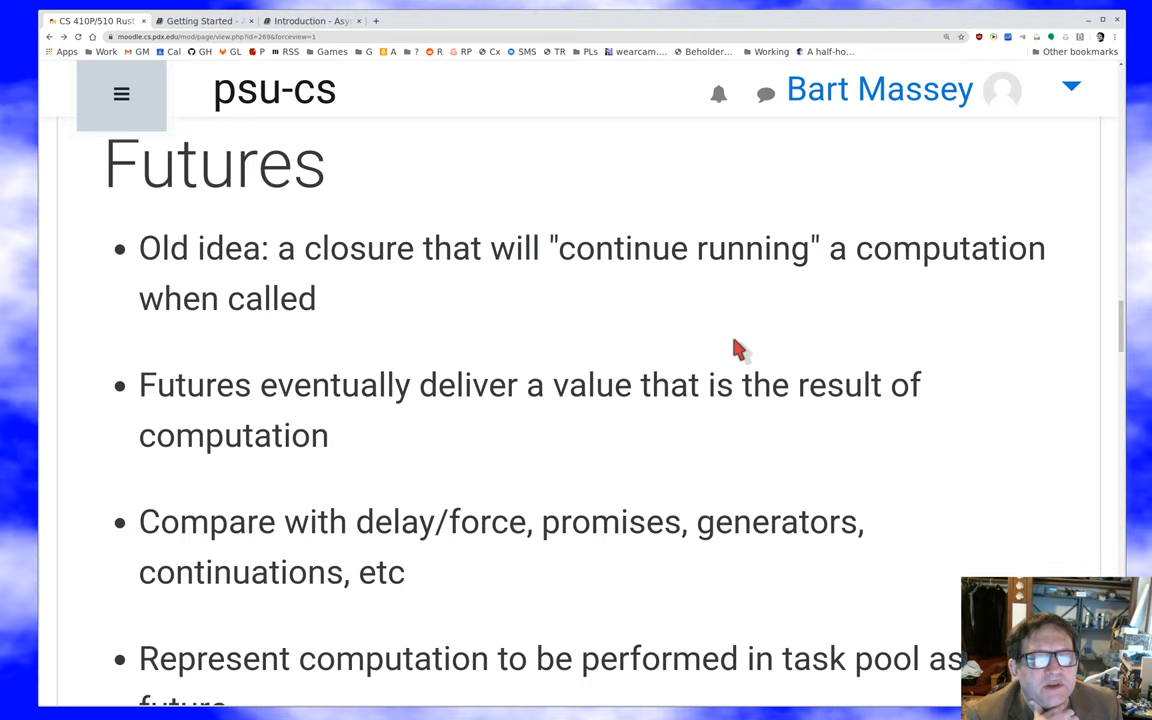 CS 410P/510 Rust
Getting Started -
Introduction - Asy
moodle.cs.pdx.edu/mod/page/view.php?id=269&forceview=1
Apps Work GM Cal GH GL P RSS Games G A ? R RP Cx SMS TR PLs wearcam.... Beholder... Working A half-ho... Other bookmarks
psu-cs
Bart Massey
Futures
• Old idea: a closure that will "continue running" a computation
when called
• Futures eventually deliver a value that is the result of
computation
• Compare with delay/force, promises, generators,
continuations, etc
• Represent computation to be performed in task pool as
future